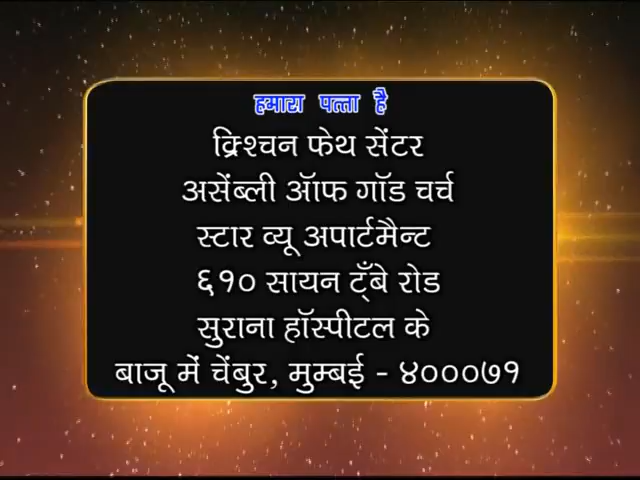 हमारा पत्ता है
क्रिश्चन फेथ सेंटर
असेंब्ली ऑफ गॉड चर्च
स्टार व्यू अपार्टमैन्ट
६१० सायन ट्रँबे रोड
सुराना हॉस्पीटल के
बाजू में चेंबुर, मुम्बई - ४०००७१